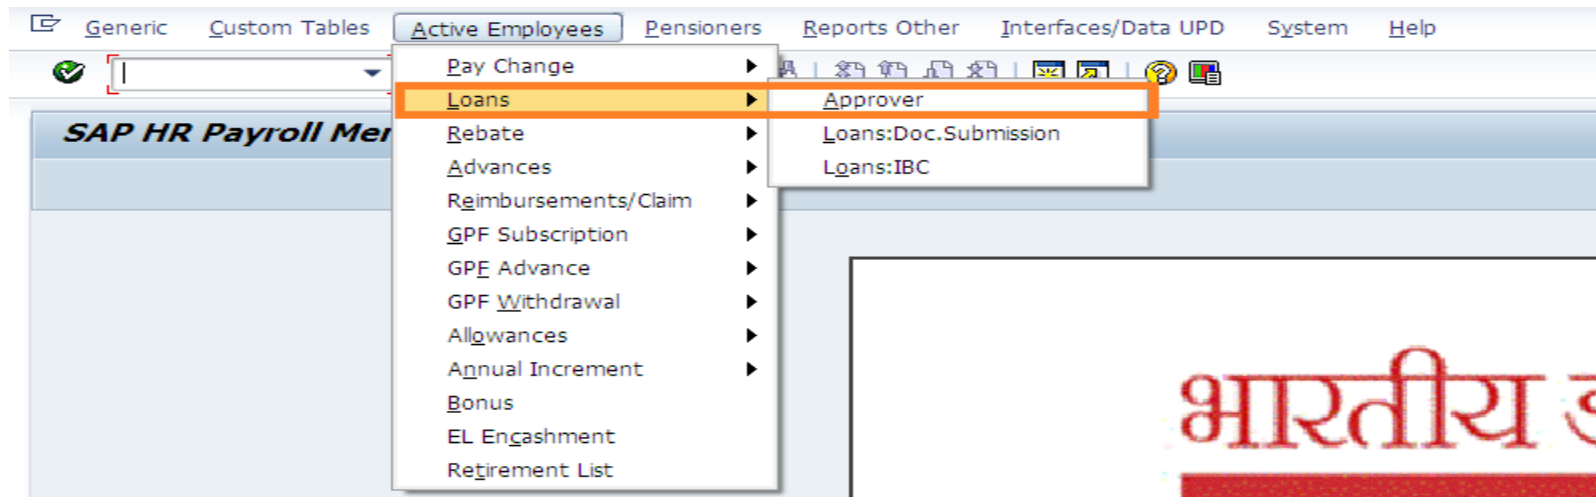 Generic Custom Tables Active Employees Pensioners Reports Other Interfaces/Data UPD System Help
Pay Change
Loans Approver
SAP HR Payroll Rebate Loans:Doc.Submission
Advances Loans:IBC
Reimbursements/Claim
GPF Subscription
GPF Advance
GPF Withdrawal
Allowances
Annual Increment
Bonus
EL Encashment
Retirement List
भारतीय